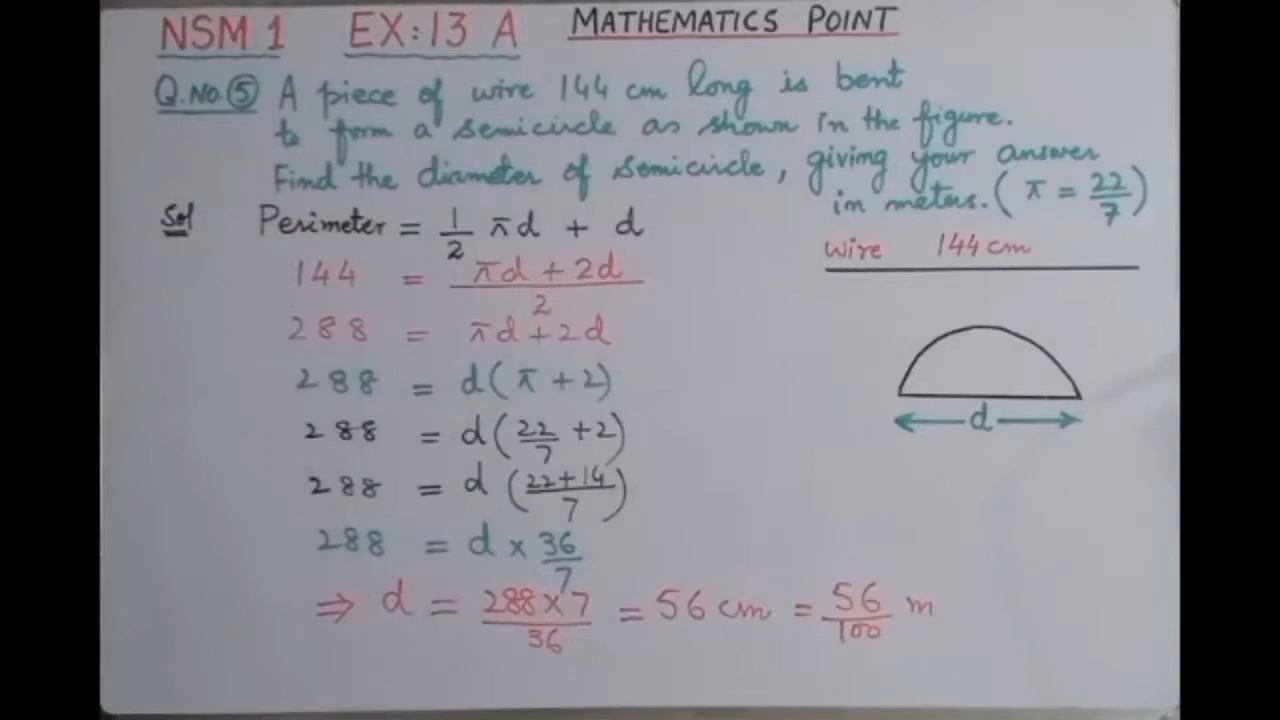 NSM 1 EX: 13 A MATHEMATICS POINT
Q.NO.⑤ A piece of wire 144 cm long is bent
to form a semicircle as shown in the figure.
Find the diameter of semicircle, giving your answer
in meters. ( π = 22/7 )
Sol Perimeter = 1/2 πd + d
wire 144 cm
144 = (πd + 2d)/2
288 = πd + 2d
288 = d(π + 2)
288 = d(22/7 + 2)
288 = d((22+14)/7)
288 = d × 36/7
⇒ d = (288×7)/36 = 56 cm = 56/100 m
d